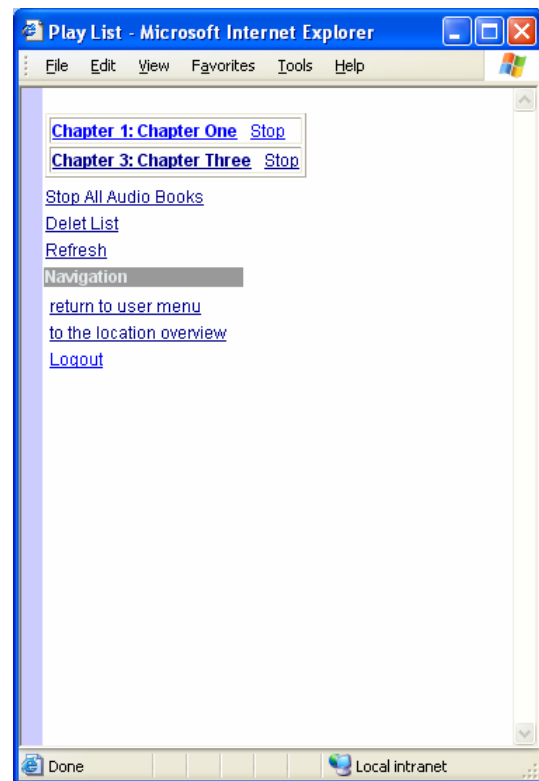 Play List - Microsoft Internet Explorer
File Edit View Favorites Tools Help
Chapter 1: Chapter One Stop
Chapter 3: Chapter Three Stop
Stop All Audio Books
Delet List
Refresh
Navigation
return to user menu
to the location overview
Logout
Done Local intranet